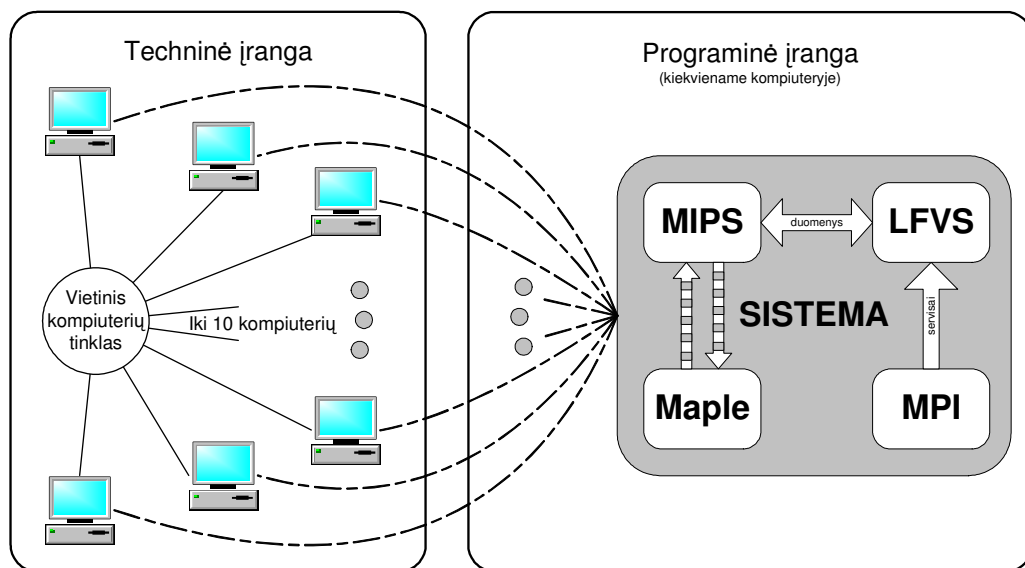 Techninė įranga
Vietinis
kompiuterių
tinklas
Iki 10 kompiuterių
Programinė įranga
(kiekviename kompiuteryje)
MIPS
duomenys
LFVS
SISTEMA
servisai
Maple
MPI